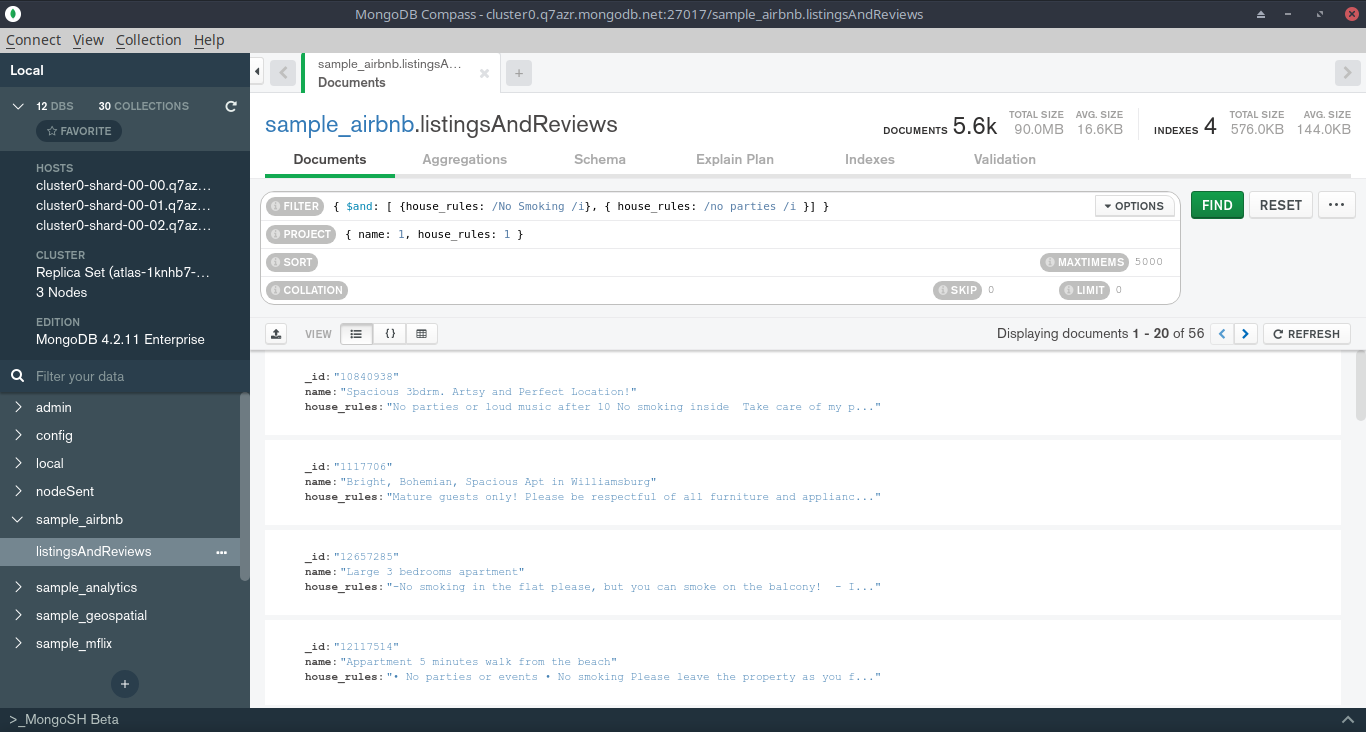 MongoDB Compass - cluster0.q7azr.mongodb.net:27017/sample_airbnb.listingsAndReviews
Connect View Collection Help
Local
12 DBS 30 COLLECTIONS
FAVORITE
HOSTS
cluster0-shard-00-00.q7az...
cluster0-shard-00-01.q7az...
cluster0-shard-00-02.q7az...
CLUSTER
Replica Set (atlas-1knhb7-...
3 Nodes
EDITION
MongoDB 4.2.11 Enterprise
Filter your data
admin
config
local
nodeSent
sample_airbnb
listingsAndReviews
sample_analytics
sample_geospatial
sample_mflix
sample_airbnb.listingsA...
Documents
sample_airbnb.listingsAndReviews
DOCUMENTS 5.6k TOTAL SIZE 90.0MB AVG. SIZE 16.6KB
INDEXES 4 TOTAL SIZE 576.0KB AVG. SIZE 144.0KB
Documents Aggregations Schema Explain Plan Indexes Validation
FILTER { $and: [ {house_rules: /No Smoking /i}, { house_rules: /no parties /i }] } OPTIONS FIND RESET ...
PROJECT { name: 1, house_rules: 1 }
SORT MAXTIMEMS 5000
COLLATION SKIP 0 LIMIT 0
VIEW {} Displaying documents 1 - 20 of 56 REFRESH
_id: "10840938"
name: "Spacious 3bdrm. Artsy and Perfect Location!"
house_rules: "No parties or loud music after 10 No smoking inside  Take care of my p..."
_id: "1117706"
name: "Bright, Bohemian, Spacious Apt in Williamsburg"
house_rules: "Mature guests only! Please be respectful of all furniture and applianc..."
_id: "12657285"
name: "Large 3 bedrooms apartment"
house_rules: "-No smoking in the flat please, but you can smoke on the balcony!  - I..."
_id: "12117514"
name: "Appartment 5 minutes walk from the beach"
house_rules: "• No parties or events • No smoking Please leave the property as you f..."
>_MongoSH Beta